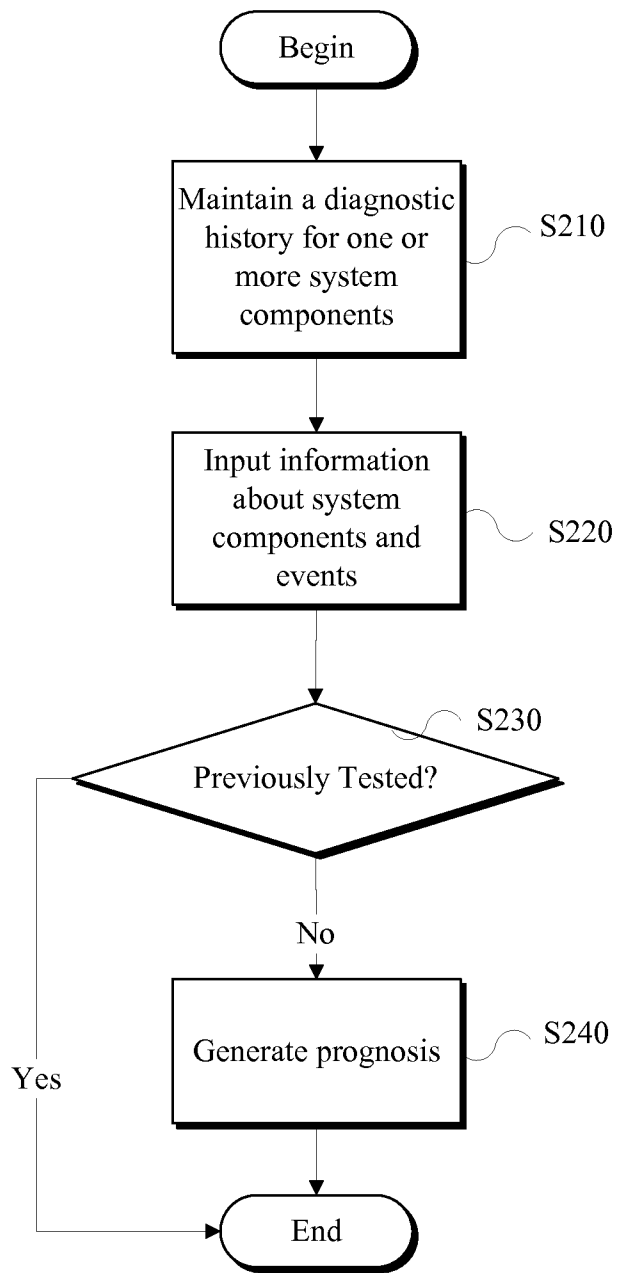 Begin
Maintain a diagnostic
history for one or
more system
components
S210
Input information
about system
components and
events
S220
S230
Previously Tested?
No
Generate prognosis
S240
Yes
End